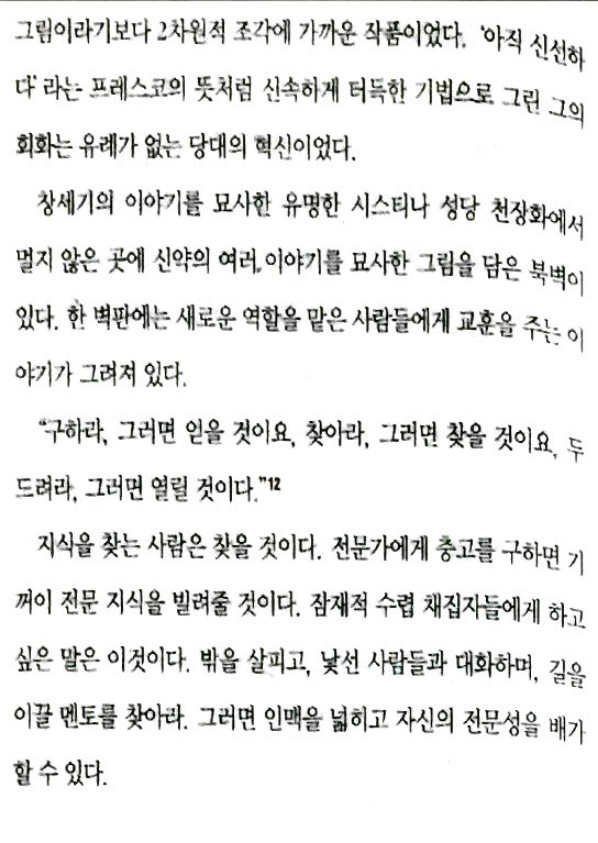 그림이라기보다 2차원적 조각에 가까운 작품이었다. ‘아직 신선하
다’라는 프레스코의 뜻처럼 신속하게 터득한 기법으로 그린 그의
회화는 유례가 없는 당대의 혁신이었다.
창세기의 이야기를 묘사한 유명한 시스티나 성당 천장화에서
멀지 않은 곳에 신약의 여러 이야기를 묘사한 그림을 담은 북벽이
있다. 한 벽판에는 새로운 역할을 맡은 사람들에게 교훈을 주는 이
야기가 그려져 있다.
“구하라, 그러면 얻을 것이요, 찾아라, 그러면 찾을 것이요, 두
드려라, 그러면 열릴 것이다.”12
지식을 찾는 사람은 찾을 것이다. 전문가에게 충고를 구하면 기
꺼이 전문 지식을 빌려줄 것이다. 잠재적 수렵 채집자들에게 하고
싶은 말은 이것이다. 밖을 살피고, 낯선 사람들과 대화하며, 길을
이끌 멘토를 찾아라. 그러면 인맥을 넓히고 자신의 전문성을 배가
할 수 있다.